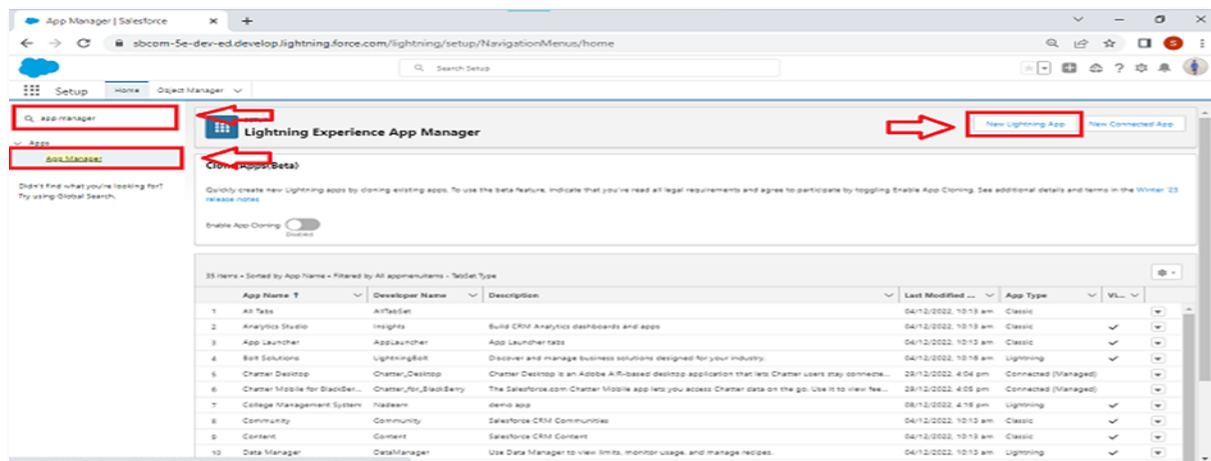 App Manager | Salesforce
sbcom-5e-dev-ed.develop.lightning.force.com/lightning/setup/NavigationMenus/home
S
Search Setup
Setup Home Object Manager
app manager
Apps
App Manager
Didn't find what you're looking for?
Try using Global Search.
SETUP
Lightning Experience App Manager
New Lightning App New Connected App
Clone Apps (Beta)
Quickly create new Lightning apps by cloning existing apps. To use the beta feature, indicate that you've read all legal requirements and agree to participate by toggling Enable App Cloning. See additional details and terms in the Winter '23
release notes
Enable App Cloning
Disabled
35 items • Sorted by App Name • Filtered by All appmenuitems - TabSet Type
App Name ↑ Developer Name Description Last Modified ... App Type Vi...
1 All Tabs AllTabSet 04/12/2022, 10:13 am Classic
2 Analytics Studio Insights Build CRM Analytics dashboards and apps 04/12/2022, 10:13 am Classic
3 App Launcher AppLauncher App Launcher tabs 04/12/2022, 10:13 am Classic
4 Bolt Solutions LightningBolt Discover and manage business solutions designed for your industry. 04/12/2022, 10:16 am Lightning
5 Chatter Desktop Chatter_Desktop Chatter Desktop is an Adobe AIR-based desktop application that lets Chatter users stay connecte... 29/12/2022, 4:04 pm Connected (Managed)
6 Chatter Mobile for BlackBer... Chatter_for_BlackBerry The Salesforce.com Chatter Mobile app lets you access Chatter data on the go. Use it to view fee... 29/12/2022, 4:05 pm Connected (Managed)
7 College Management System Nadeem demo app 08/12/2022, 4:16 pm Lightning
8 Community Community Salesforce CRM Communities 04/12/2022, 10:13 am Classic
9 Content Content Salesforce CRM Content 04/12/2022, 10:13 am Classic
10 Data Manager DataManager Use Data Manager to view limits, monitor usage, and manage recipes. 04/12/2022, 10:13 am Lightning